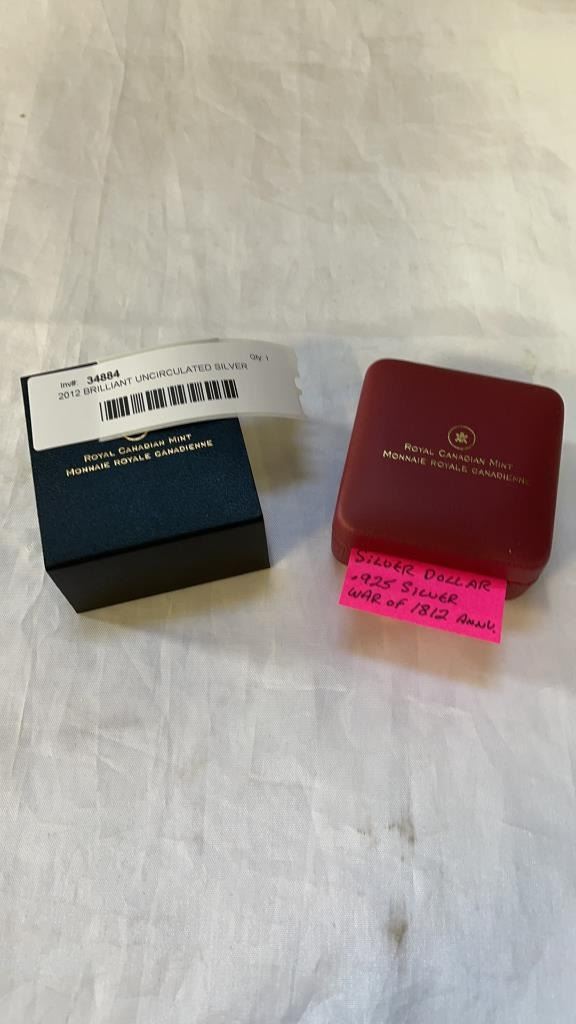 Inv#: 34884 Qty: 1
2012 BRILLIANT UNCIRCULATED SILVER
ROYAL CANADIAN MINT
MONNAIE ROYALE CANADIENNE
ROYAL CANADIAN MINT
MONNAIE ROYALE CANADIENNE
SILVER DOLLAR
.925 SILVER
WAR OF 1812 ANNV.